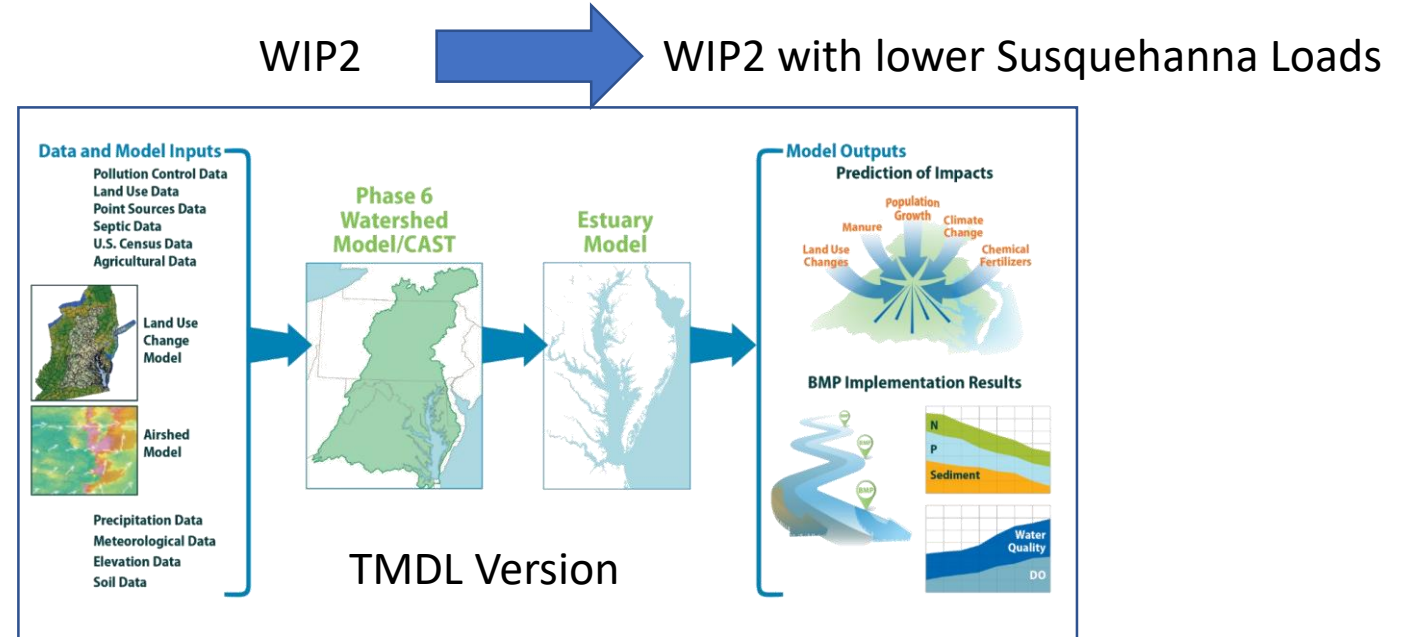 WIP2
WIP2 with lower Susquehanna Loads
Data and Model Inputs
Pollution Control Data
Land Use Data
Point Sources Data
Septic Data
U.S. Census Data
Agricultural Data
Land Use
Change
Model
Airshed
Model
Precipitation Data
Meteorological Data
Elevation Data
Soil Data
Phase 6
Watershed
Model/CAST
Estuary
Model
TMDL Version
Model Outputs
Prediction of Impacts
Land Use
Changes
Manure
Population
Growth
Climate
Change
Chemical
Fertilizers
BMP Implementation Results
BMP
BMP
BMP
N
P
Sediment
Water
Quality
DO